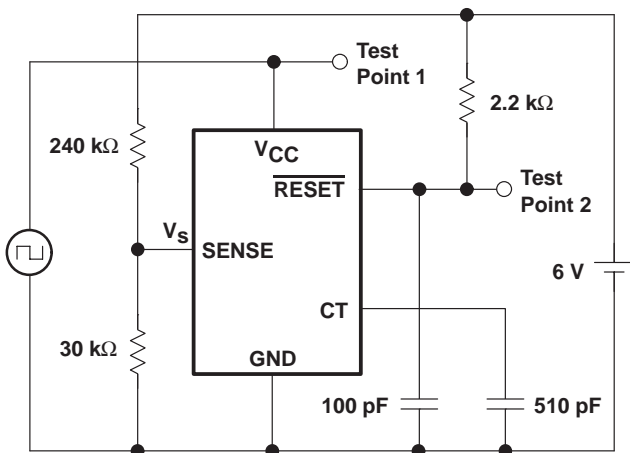 Test
Point 1
2.2 kΩ
240 kΩ
VCC
RESET
Test
Point 2
VS
SENSE
6 V
CT
30 kΩ
GND
100 pF
510 pF